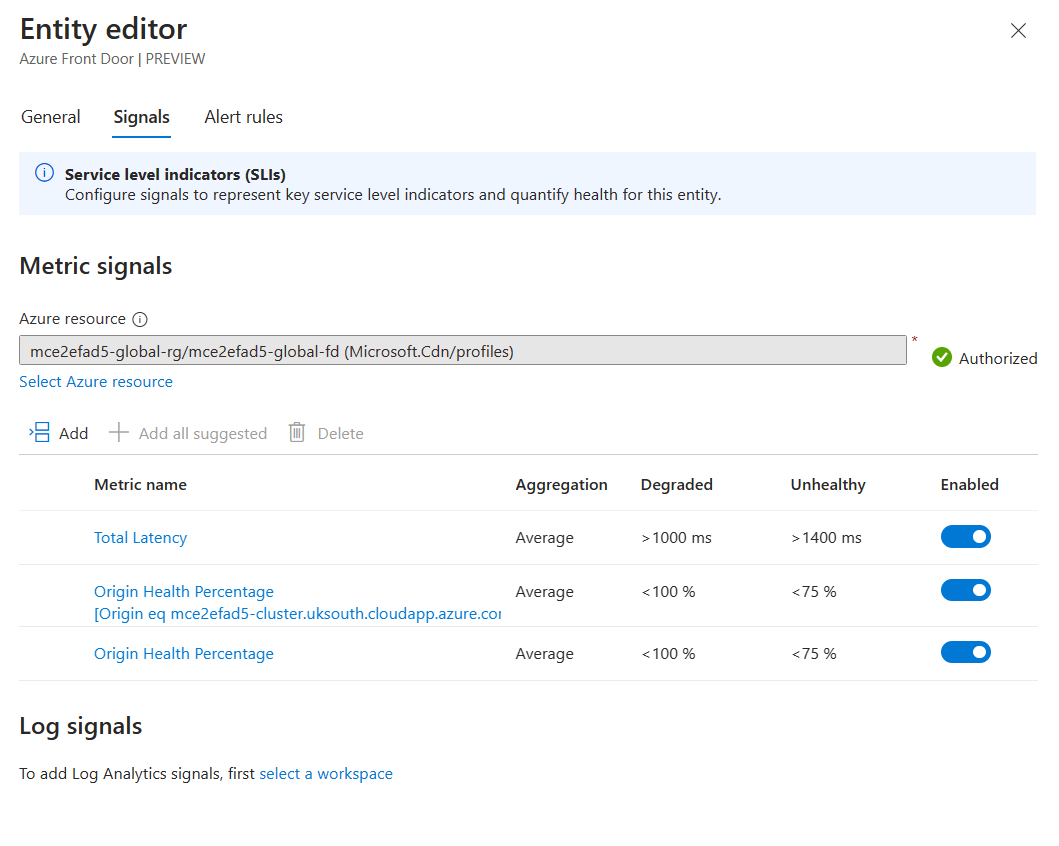 Entity editor
Azure Front Door | PREVIEW
General Signals Alert rules
Service level indicators (SLIs)
Configure signals to represent key service level indicators and quantify health for this entity.
Metric signals
Azure resource
mce2efad5-global-rg/mce2efad5-global-fd (Microsoft.Cdn/profiles) *
Authorized
Select Azure resource
Add Add all suggested Delete
Metric name Aggregation Degraded Unhealthy Enabled
Total Latency Average >1000 ms >1400 ms
Origin Health Percentage Average <100 % <75 %
[Origin eq mce2efad5-cluster.uksouth.cloudapp.azure.cor
Origin Health Percentage Average <100 % <75 %
Log signals
To add Log Analytics signals, first select a workspace